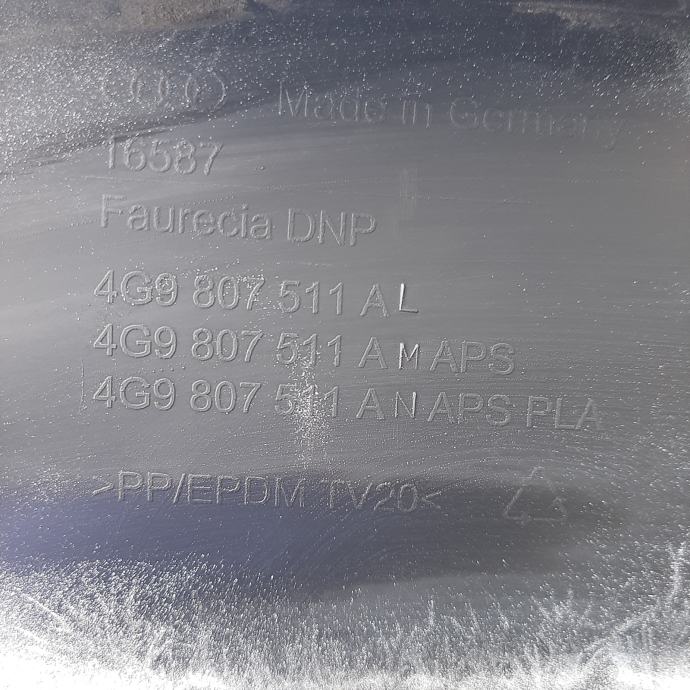 Made in Germany
16587
Faurecia DNP
4G9 807 511 A L
4G9 807 511 A M APS
4G9 807 511 A N APS PLA
>PP/EPDM TV20<